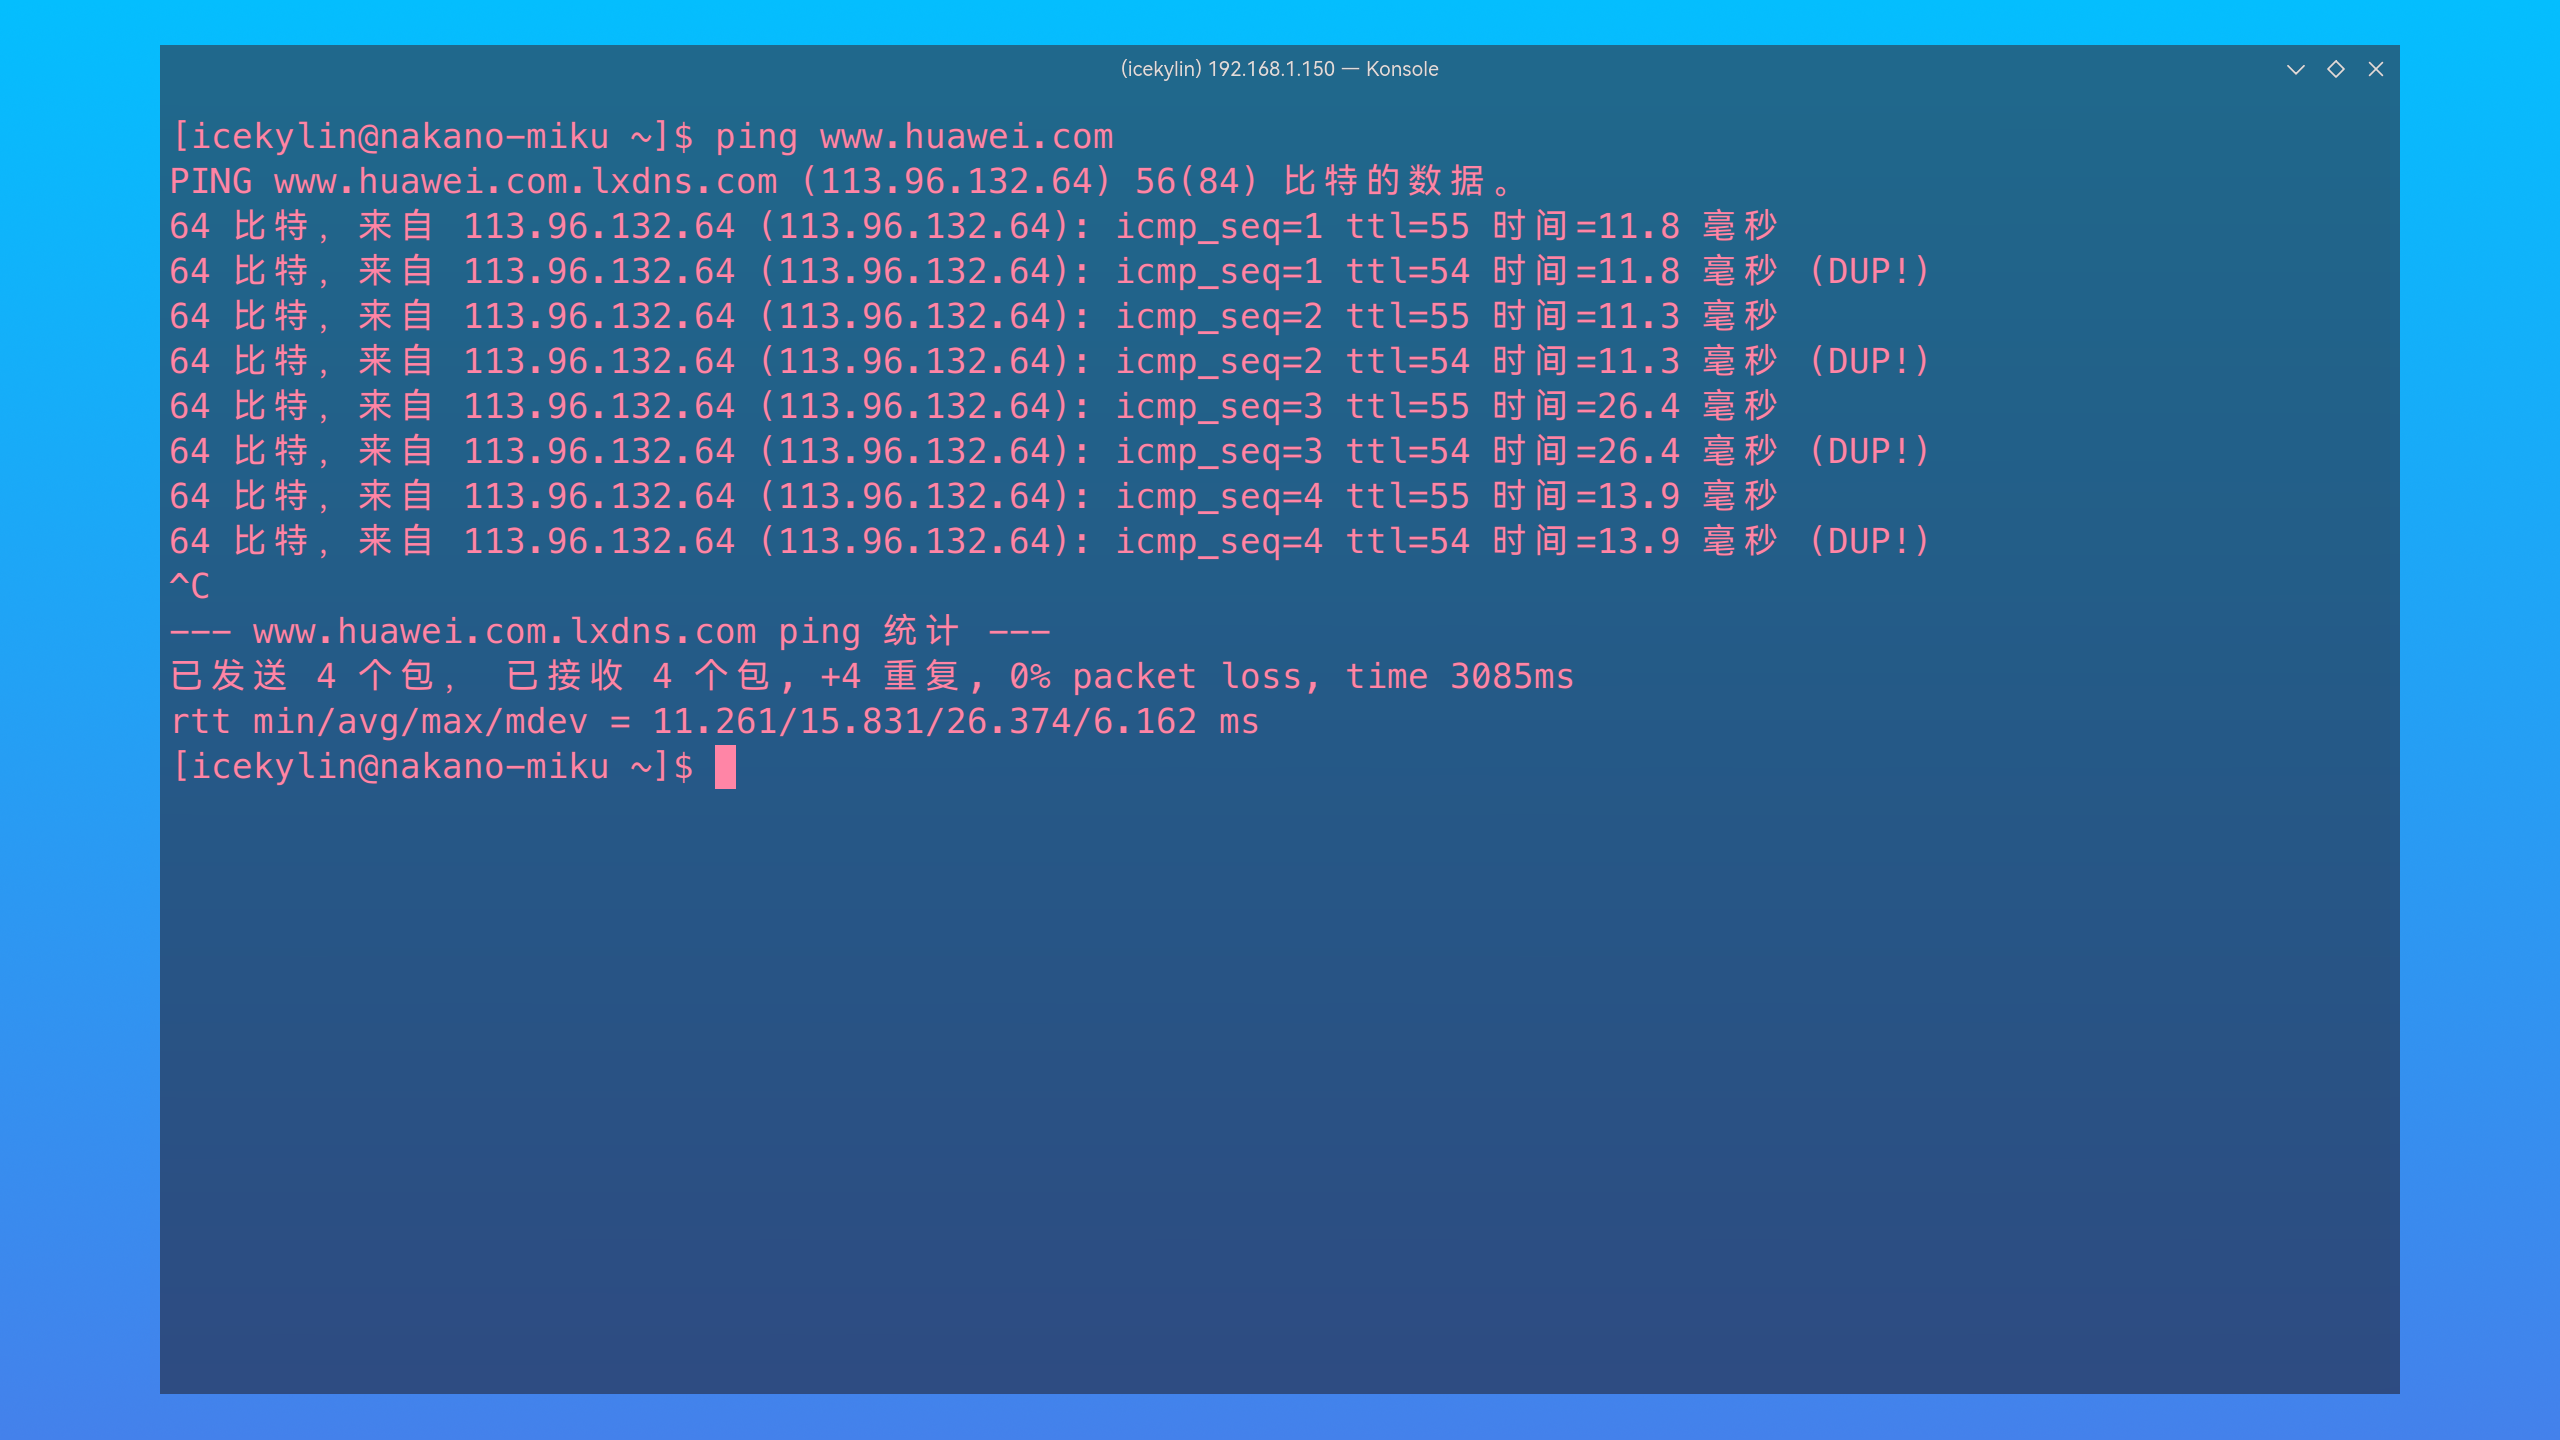 (icekylin) 192.168.1.150 — Konsole
[icekylin@nakano-miku ~]$ ping www.huawei.com
PING www.huawei.com.lxdns.com (113.96.132.64) 56(84) 比特的数据。
64 比特，来自 113.96.132.64 (113.96.132.64): icmp_seq=1 ttl=55 时间=11.8 毫秒
64 比特，来自 113.96.132.64 (113.96.132.64): icmp_seq=1 ttl=54 时间=11.8 毫秒 (DUP!)
64 比特，来自 113.96.132.64 (113.96.132.64): icmp_seq=2 ttl=55 时间=11.3 毫秒
64 比特，来自 113.96.132.64 (113.96.132.64): icmp_seq=2 ttl=54 时间=11.3 毫秒 (DUP!)
64 比特，来自 113.96.132.64 (113.96.132.64): icmp_seq=3 ttl=55 时间=26.4 毫秒
64 比特，来自 113.96.132.64 (113.96.132.64): icmp_seq=3 ttl=54 时间=26.4 毫秒 (DUP!)
64 比特，来自 113.96.132.64 (113.96.132.64): icmp_seq=4 ttl=55 时间=13.9 毫秒
64 比特，来自 113.96.132.64 (113.96.132.64): icmp_seq=4 ttl=54 时间=13.9 毫秒 (DUP!)
^C
--- www.huawei.com.lxdns.com ping 统计 ---
已发送 4 个包， 已接收 4 个包, +4 重复, 0% packet loss, time 3085ms
rtt min/avg/max/mdev = 11.261/15.831/26.374/6.162 ms
[icekylin@nakano-miku ~]$